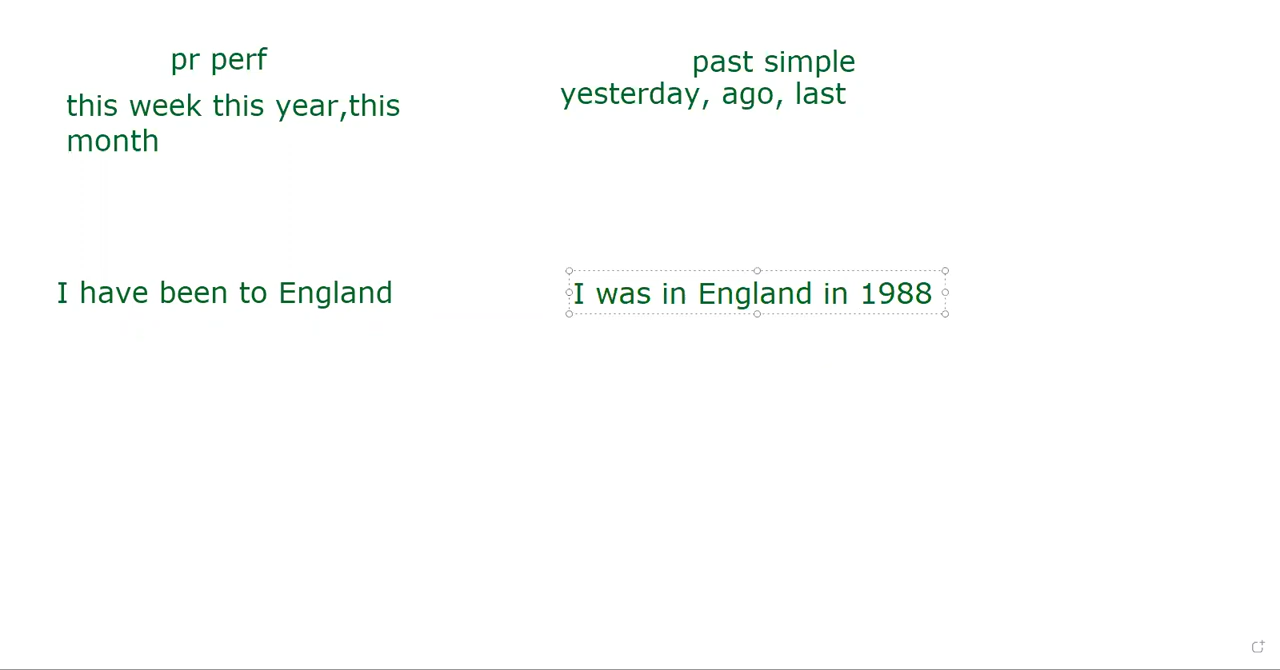 pr perf
this week this year,this
month
past simple
yesterday, ago, last
I have been to England
I was in England in 1988